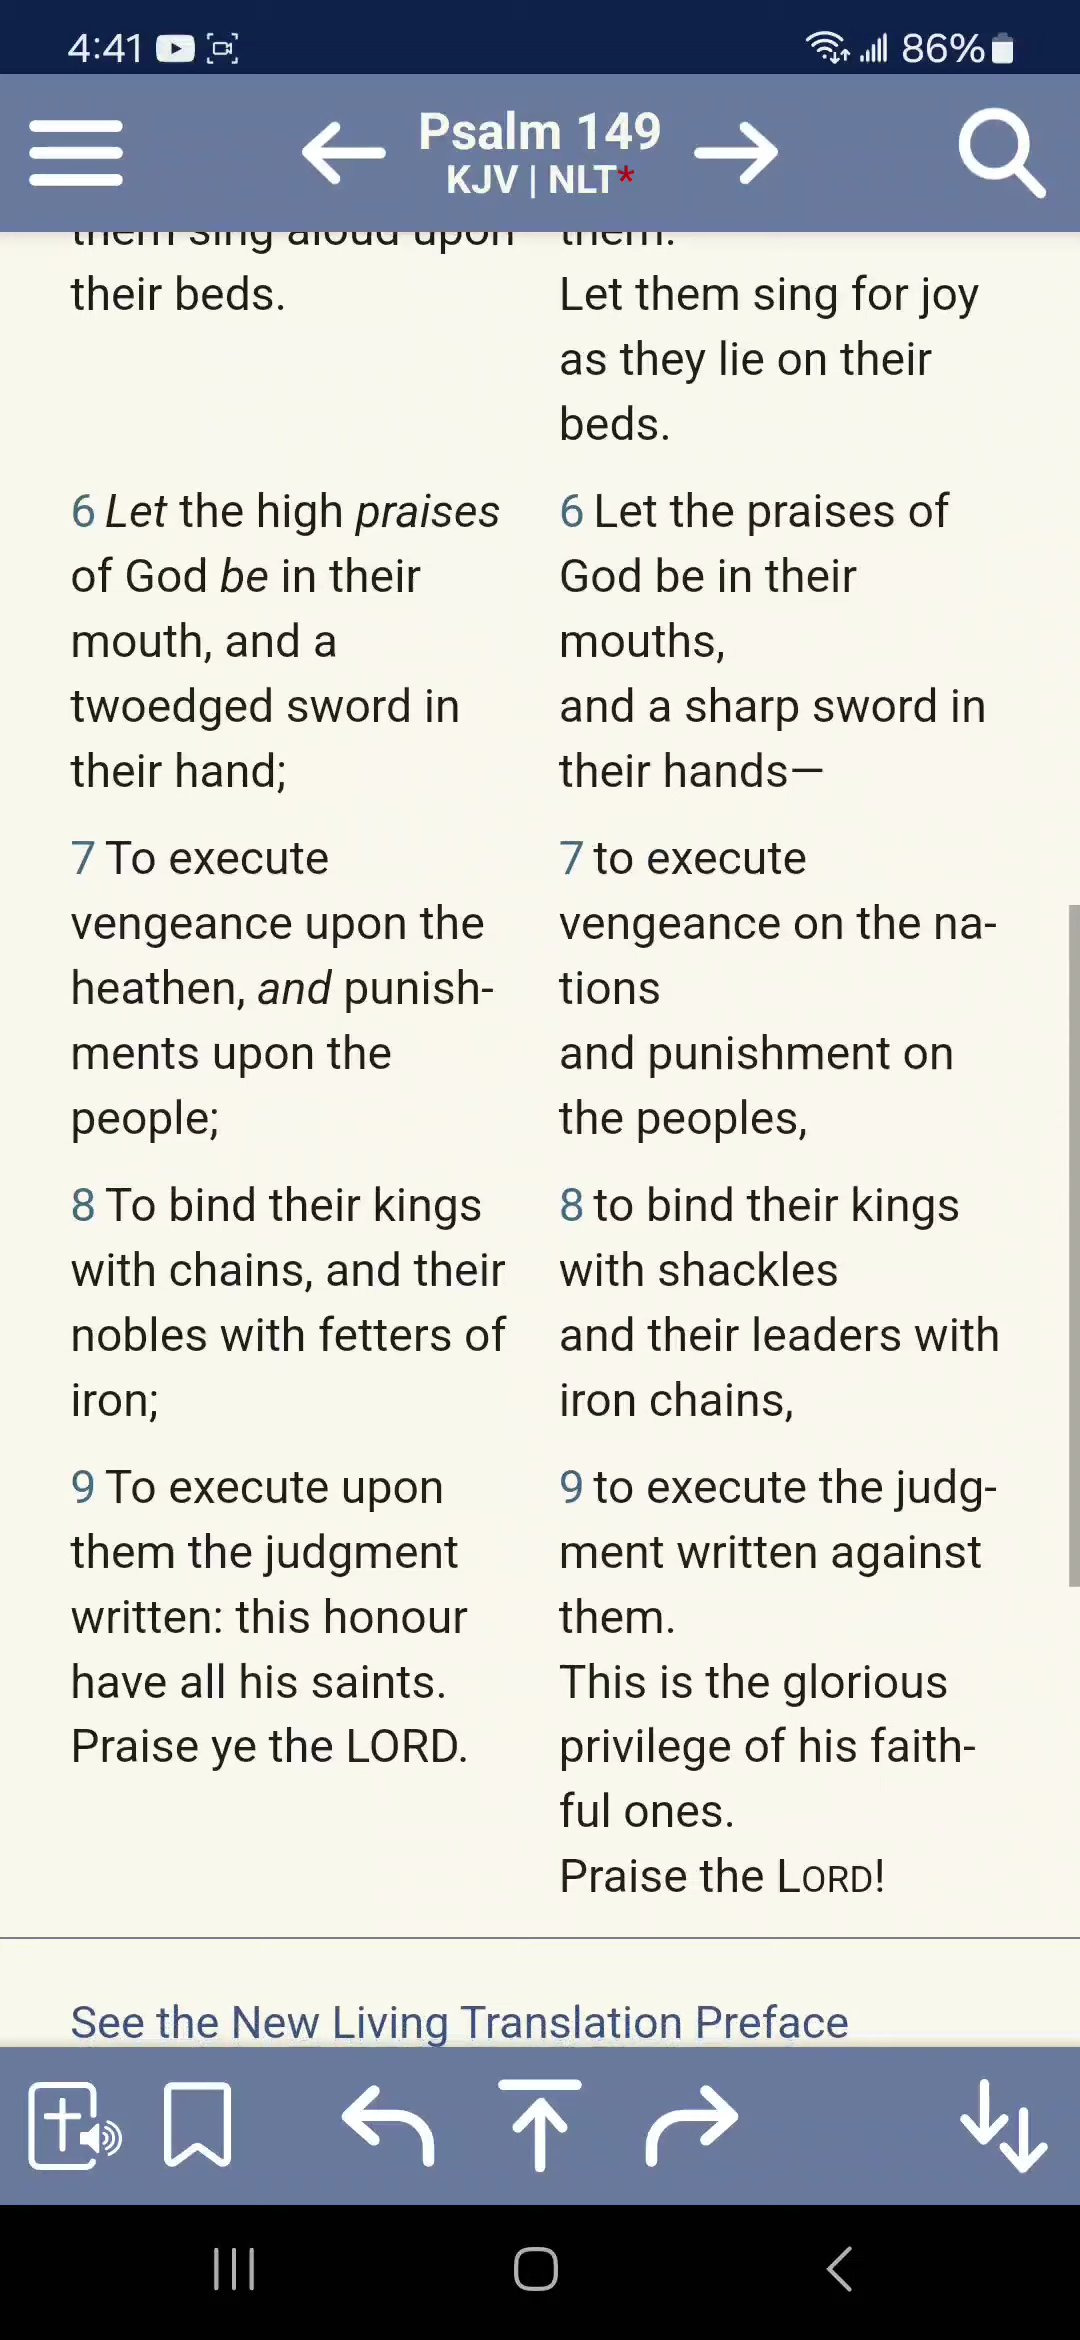 4:41
86%
Psalm 149
KJV | NLT*
them sing aloud upon
their beds.
them.
Let them sing for joy
as they lie on their
beds.
6 Let the high praises
of God be in their
mouth, and a
twoedged sword in
their hand;
6 Let the praises of
God be in their
mouths,
and a sharp sword in
their hands—
7 To execute
vengeance upon the
heathen, and punish-
ments upon the
people;
7 to execute
vengeance on the na-
tions
and punishment on
the peoples,
8 To bind their kings
with chains, and their
nobles with fetters of
iron;
8 to bind their kings
with shackles
and their leaders with
iron chains,
9 To execute upon
them the judgment
written: this honour
have all his saints.
Praise ye the LORD.
9 to execute the judg-
ment written against
them.
This is the glorious
privilege of his faith-
ful ones.
Praise the LORD!
See the New Living Translation Preface